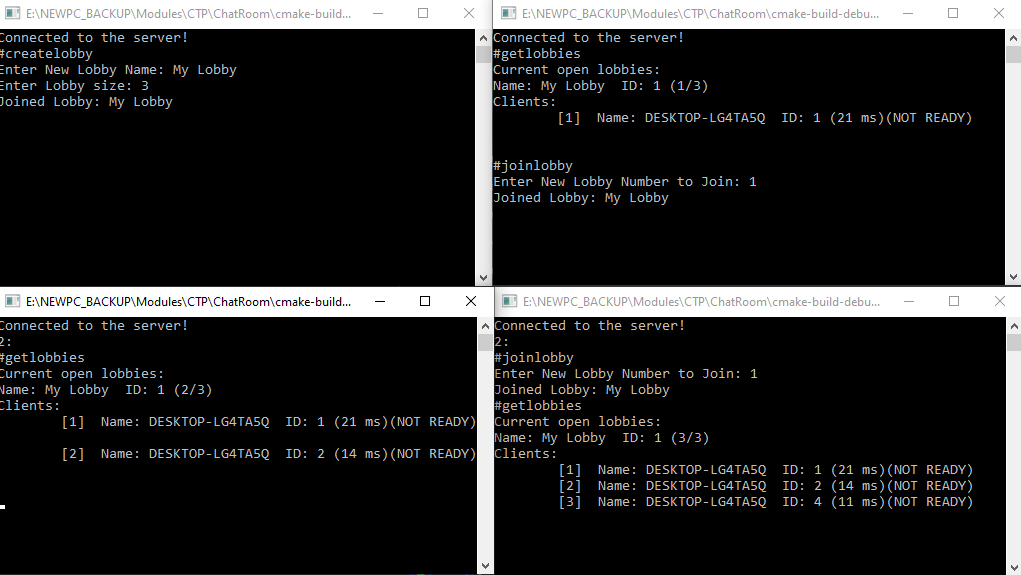 E:\NEWPC_BACKUP\Modules\CTP\ChatRoom\cmake-build...
Connected to the server!
#createlobby
Enter New Lobby Name: My Lobby
Enter Lobby size: 3
Joined Lobby: My Lobby
E:\NEWPC_BACKUP\Modules\CTP\ChatRoom\cmake-build-debu...
Connected to the server!
#getlobbies
Current open lobbies:
Name: My Lobby  ID: 1 (1/3)
Clients:
[1]  Name: DESKTOP-LG4TA5Q  ID: 1 (21 ms)(NOT READY)
#joinlobby
Enter New Lobby Number to Join: 1
Joined Lobby: My Lobby
E:\NEWPC_BACKUP\Modules\CTP\ChatRoom\cmake-build...
Connected to the server!
2:
#getlobbies
Current open lobbies:
Name: My Lobby  ID: 1 (2/3)
Clients:
[1]  Name: DESKTOP-LG4TA5Q  ID: 1 (21 ms)(NOT READY)
[2]  Name: DESKTOP-LG4TA5Q  ID: 2 (14 ms)(NOT READY)
E:\NEWPC_BACKUP\Modules\CTP\ChatRoom\cmake-build-debu...
Connected to the server!
2:
#joinlobby
Enter New Lobby Number to Join: 1
Joined Lobby: My Lobby
#getlobbies
Current open lobbies:
Name: My Lobby  ID: 1 (3/3)
Clients:
[1]  Name: DESKTOP-LG4TA5Q  ID: 1 (21 ms)(NOT READY)
[2]  Name: DESKTOP-LG4TA5Q  ID: 2 (14 ms)(NOT READY)
[3]  Name: DESKTOP-LG4TA5Q  ID: 4 (11 ms)(NOT READY)